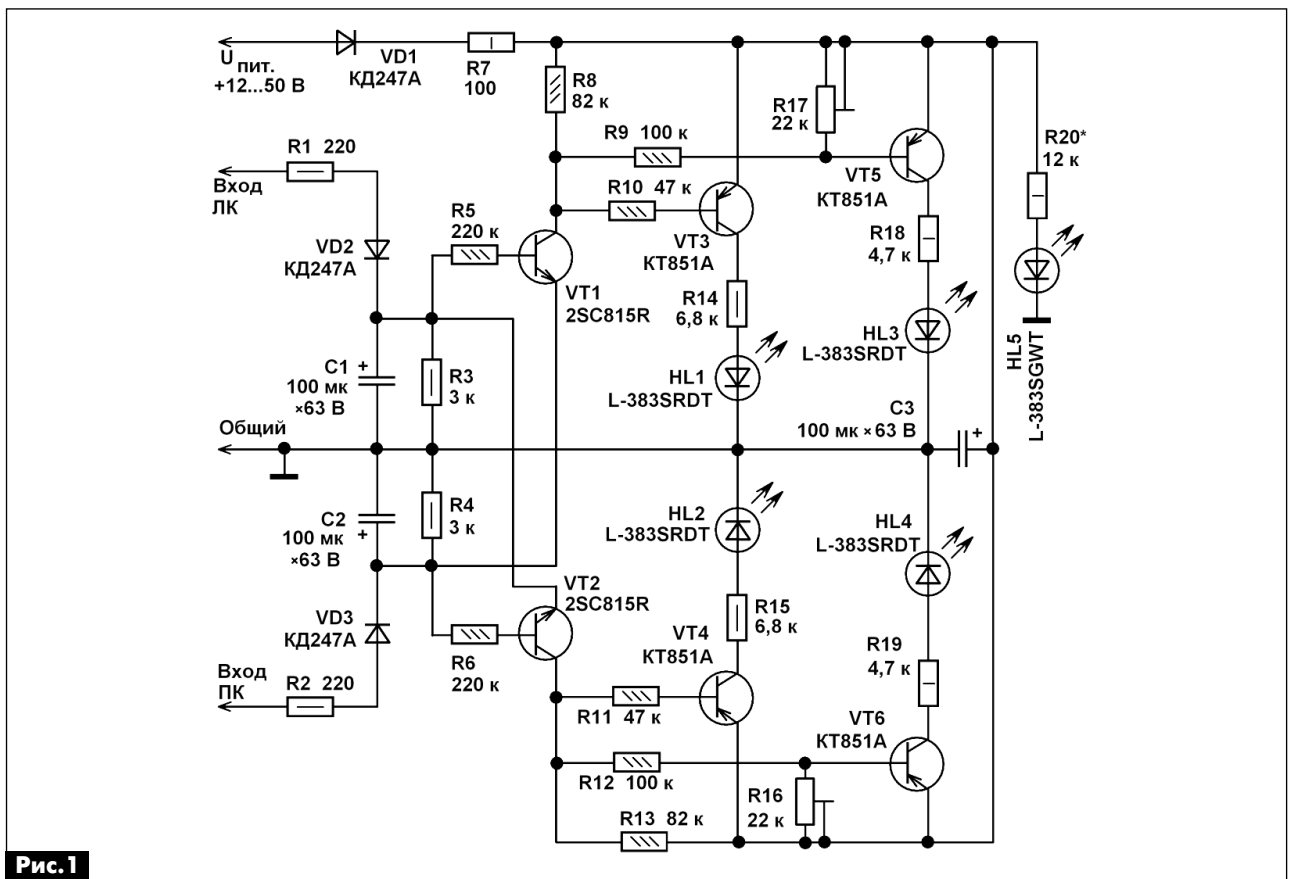 U пит.
+12...50 В
VD1
КД247А
R7
100
R8
82 к
R9 100 к
R10 47 к
R17
22 к
VT5
КТ851А
R20*
12 к
R1 220
Вход
ЛК
VD2
КД247А
R5
220 к
VT1
2SC815R
VT3
КТ851А
R14
6,8 к
HL1
L-383SRDT
R18
4,7 к
HL3
L-383SRDT
HL5
L-383SGWT
C1
+
100 мк
×63 В
R3
3 к
C3
100 мк × 63 В
+
Общий
C2
100 мк
+
×63 В
R4
3 к
HL2
L-383SRDT
HL4
L-383SRDT
VT2
2SC815R
VD3
КД247А
R6
220 к
Вход
ПК
R2 220
VT4
КТ851А
R15
6,8 к
R19
4,7 к
R11 47 к
VT6
КТ851А
R12 100 к
R16
22 к
R13 82 к
Рис.1